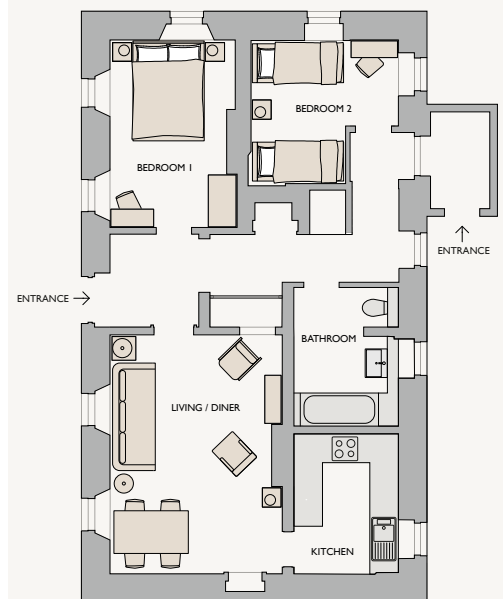 BEDROOM 2
BEDROOM 1
ENTRANCE
ENTRANCE
BATHROOM
LIVING / DINER
KITCHEN